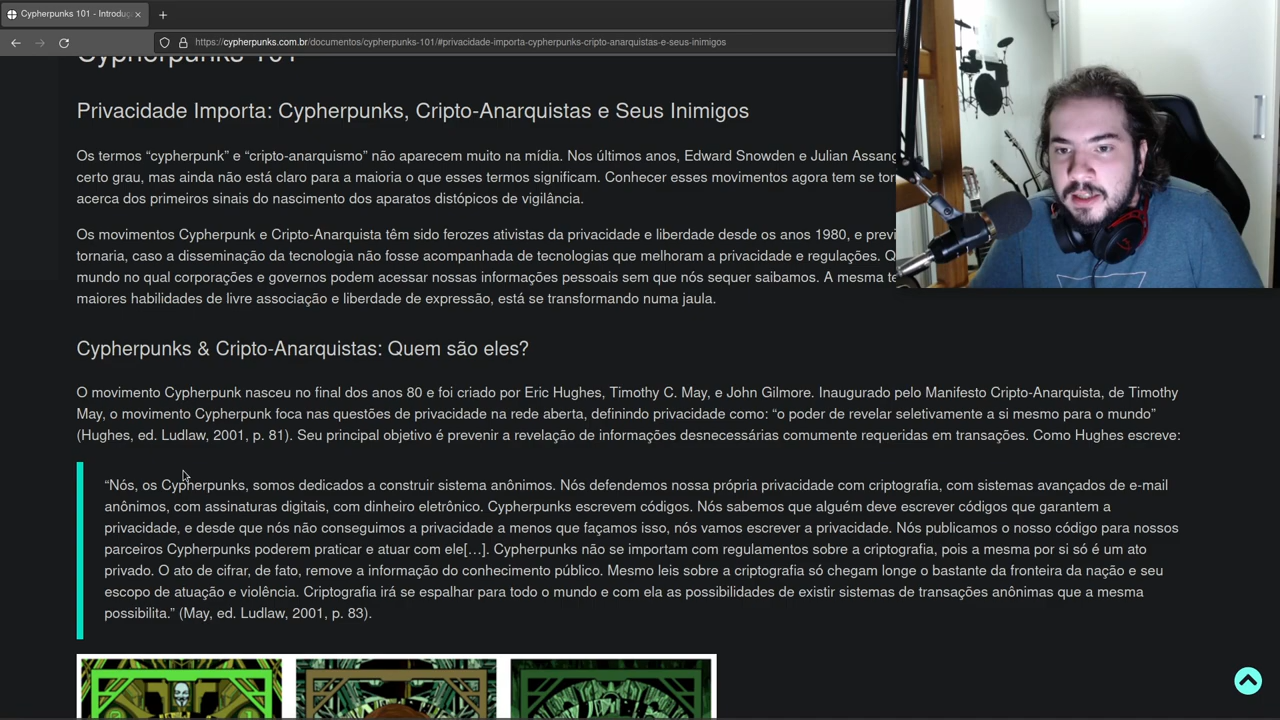 Cypherpunks 101 - Introduç
https://cypherpunks.com.br/documentos/cypherpunks-101/#privacidade-importa-cypherpunks-cripto-anarquistas-e-seus-inimigos
Cypherpunks 101
Privacidade Importa: Cypherpunks, Cripto-Anarquistas e Seus Inimigos
Os termos “cypherpunk” e “cripto-anarquismo” não aparecem muito na mídia. Nos últimos anos, Edward Snowden e Julian Assang
certo grau, mas ainda não está claro para a maioria o que esses termos significam. Conhecer esses movimentos agora tem se tor
acerca dos primeiros sinais do nascimento dos aparatos distópicos de vigilância.
Os movimentos Cypherpunk e Cripto-Anarquista têm sido ferozes ativistas da privacidade e liberdade desde os anos 1980, e previ
tornaria, caso a disseminação da tecnologia não fosse acompanhada de tecnologias que melhoram a privacidade e regulações. Q
mundo no qual corporações e governos podem acessar nossas informações pessoais sem que nós sequer saibamos. A mesma te
maiores habilidades de livre associação e liberdade de expressão, está se transformando numa jaula.
Cypherpunks & Cripto-Anarquistas: Quem são eles?
O movimento Cypherpunk nasceu no final dos anos 80 e foi criado por Eric Hughes, Timothy C. May, e John Gilmore. Inaugurado pelo Manifesto Cripto-Anarquista, de Timothy
May, o movimento Cypherpunk foca nas questões de privacidade na rede aberta, definindo privacidade como: “o poder de revelar seletivamente a si mesmo para o mundo”
(Hughes, ed. Ludlaw, 2001, p. 81). Seu principal objetivo é prevenir a revelação de informações desnecessárias comumente requeridas em transações. Como Hughes escreve:
“Nós, os Cypherpunks, somos dedicados a construir sistema anônimos. Nós defendemos nossa própria privacidade com criptografia, com sistemas avançados de e-mail
anônimos, com assinaturas digitais, com dinheiro eletrônico. Cypherpunks escrevem códigos. Nós sabemos que alguém deve escrever códigos que garantem a
privacidade, e desde que nós não conseguimos a privacidade a menos que façamos isso, nós vamos escrever a privacidade. Nós publicamos o nosso código para nossos
parceiros Cypherpunks poderem praticar e atuar com ele[…]. Cypherpunks não se importam com regulamentos sobre a criptografia, pois a mesma por si só é um ato
privado. O ato de cifrar, de fato, remove a informação do conhecimento público. Mesmo leis sobre a criptografia só chegam longe o bastante da fronteira da nação e seu
escopo de atuação e violência. Criptografia irá se espalhar para todo o mundo e com ela as possibilidades de existir sistemas de transações anônimas que a mesma
possibilita.” (May, ed. Ludlaw, 2001, p. 83).